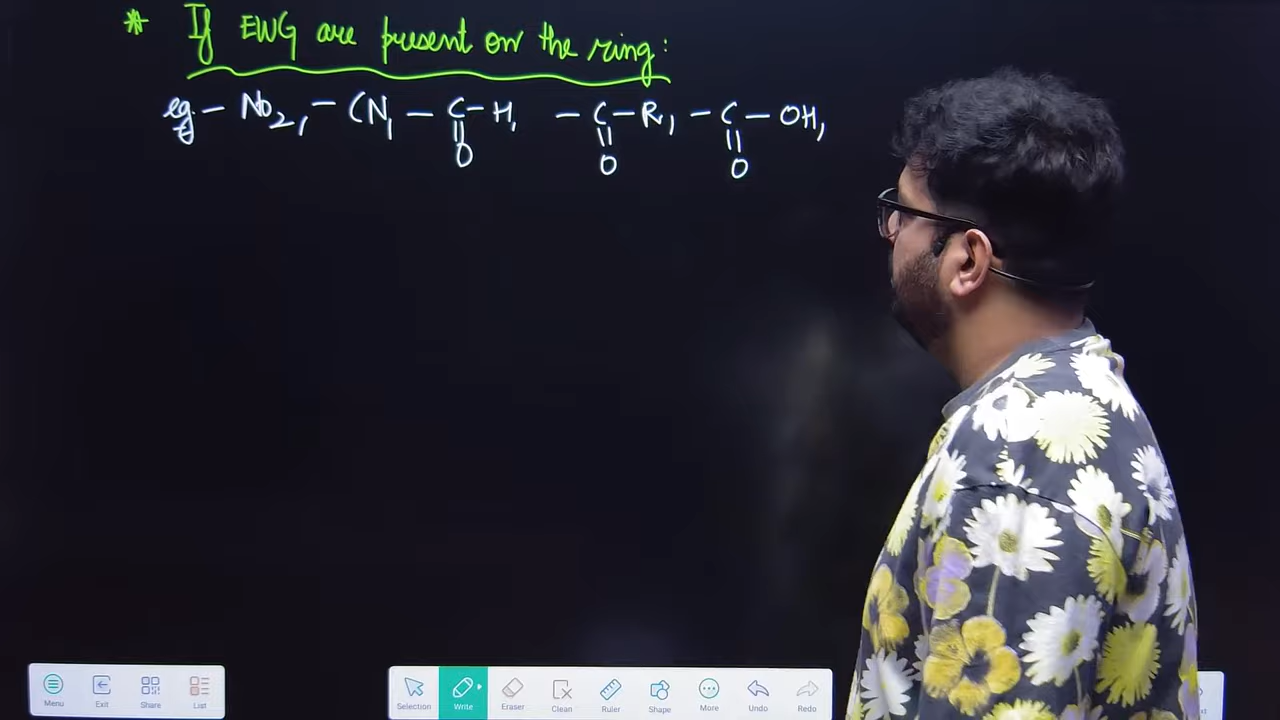 * If EWG are present on the ring:
eg. - NO2, - CN, - C - H, - C - R, - C - OH,
O O O
Menu Exit Share List Selection Write Eraser Clean Ruler Shape More Undo Redo